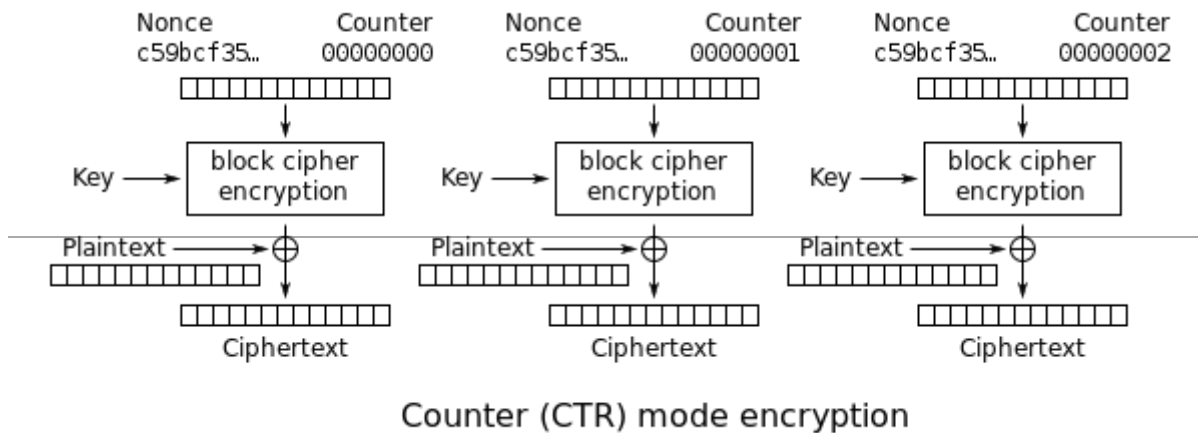 Nonce Counter Nonce Counter Nonce Counter
c59bcf35… 00000000 c59bcf35… 00000001 c59bcf35… 00000002
Key block cipher encryption Key block cipher encryption Key block cipher encryption
Plaintext Plaintext Plaintext
Ciphertext Ciphertext Ciphertext
Counter (CTR) mode encryption